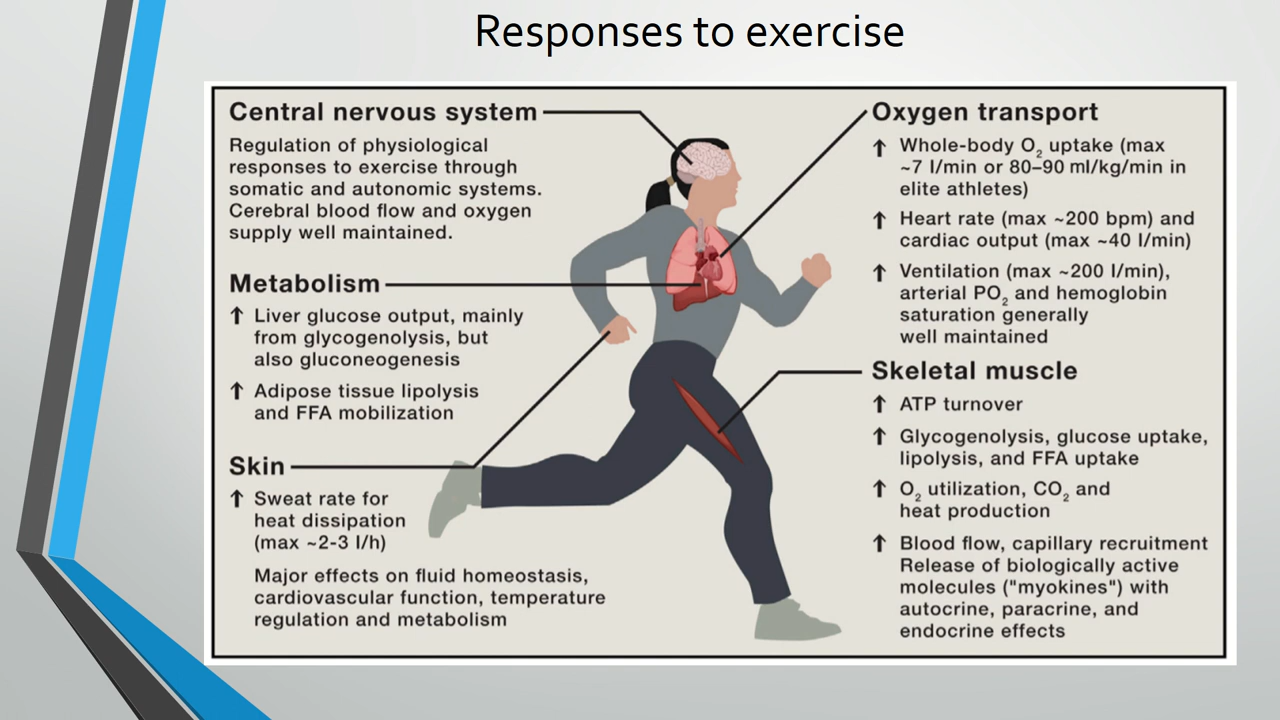 Responses to exercise
Central nervous system
Regulation of physiological
responses to exercise through
somatic and autonomic systems.
Cerebral blood flow and oxygen
supply well maintained.
Metabolism
↑ Liver glucose output, mainly
from glycogenolysis, but
also gluconeogenesis
↑ Adipose tissue lipolysis
and FFA mobilization
Skin
↑ Sweat rate for
heat dissipation
(max ~2-3 l/h)
Major effects on fluid homeostasis,
cardiovascular function, temperature
regulation and metabolism
Oxygen transport
↑ Whole-body O₂ uptake (max
~7 l/min or 80–90 ml/kg/min in
elite athletes)
↑ Heart rate (max ~200 bpm) and
cardiac output (max ~40 l/min)
↑ Ventilation (max ~200 l/min),
arterial PO₂ and hemoglobin
saturation generally
well maintained
Skeletal muscle
↑ ATP turnover
↑ Glycogenolysis, glucose uptake,
lipolysis, and FFA uptake
↑ O₂ utilization, CO₂ and
heat production
↑ Blood flow, capillary recruitment
Release of biologically active
molecules ("myokines") with
autocrine, paracrine, and
endocrine effects